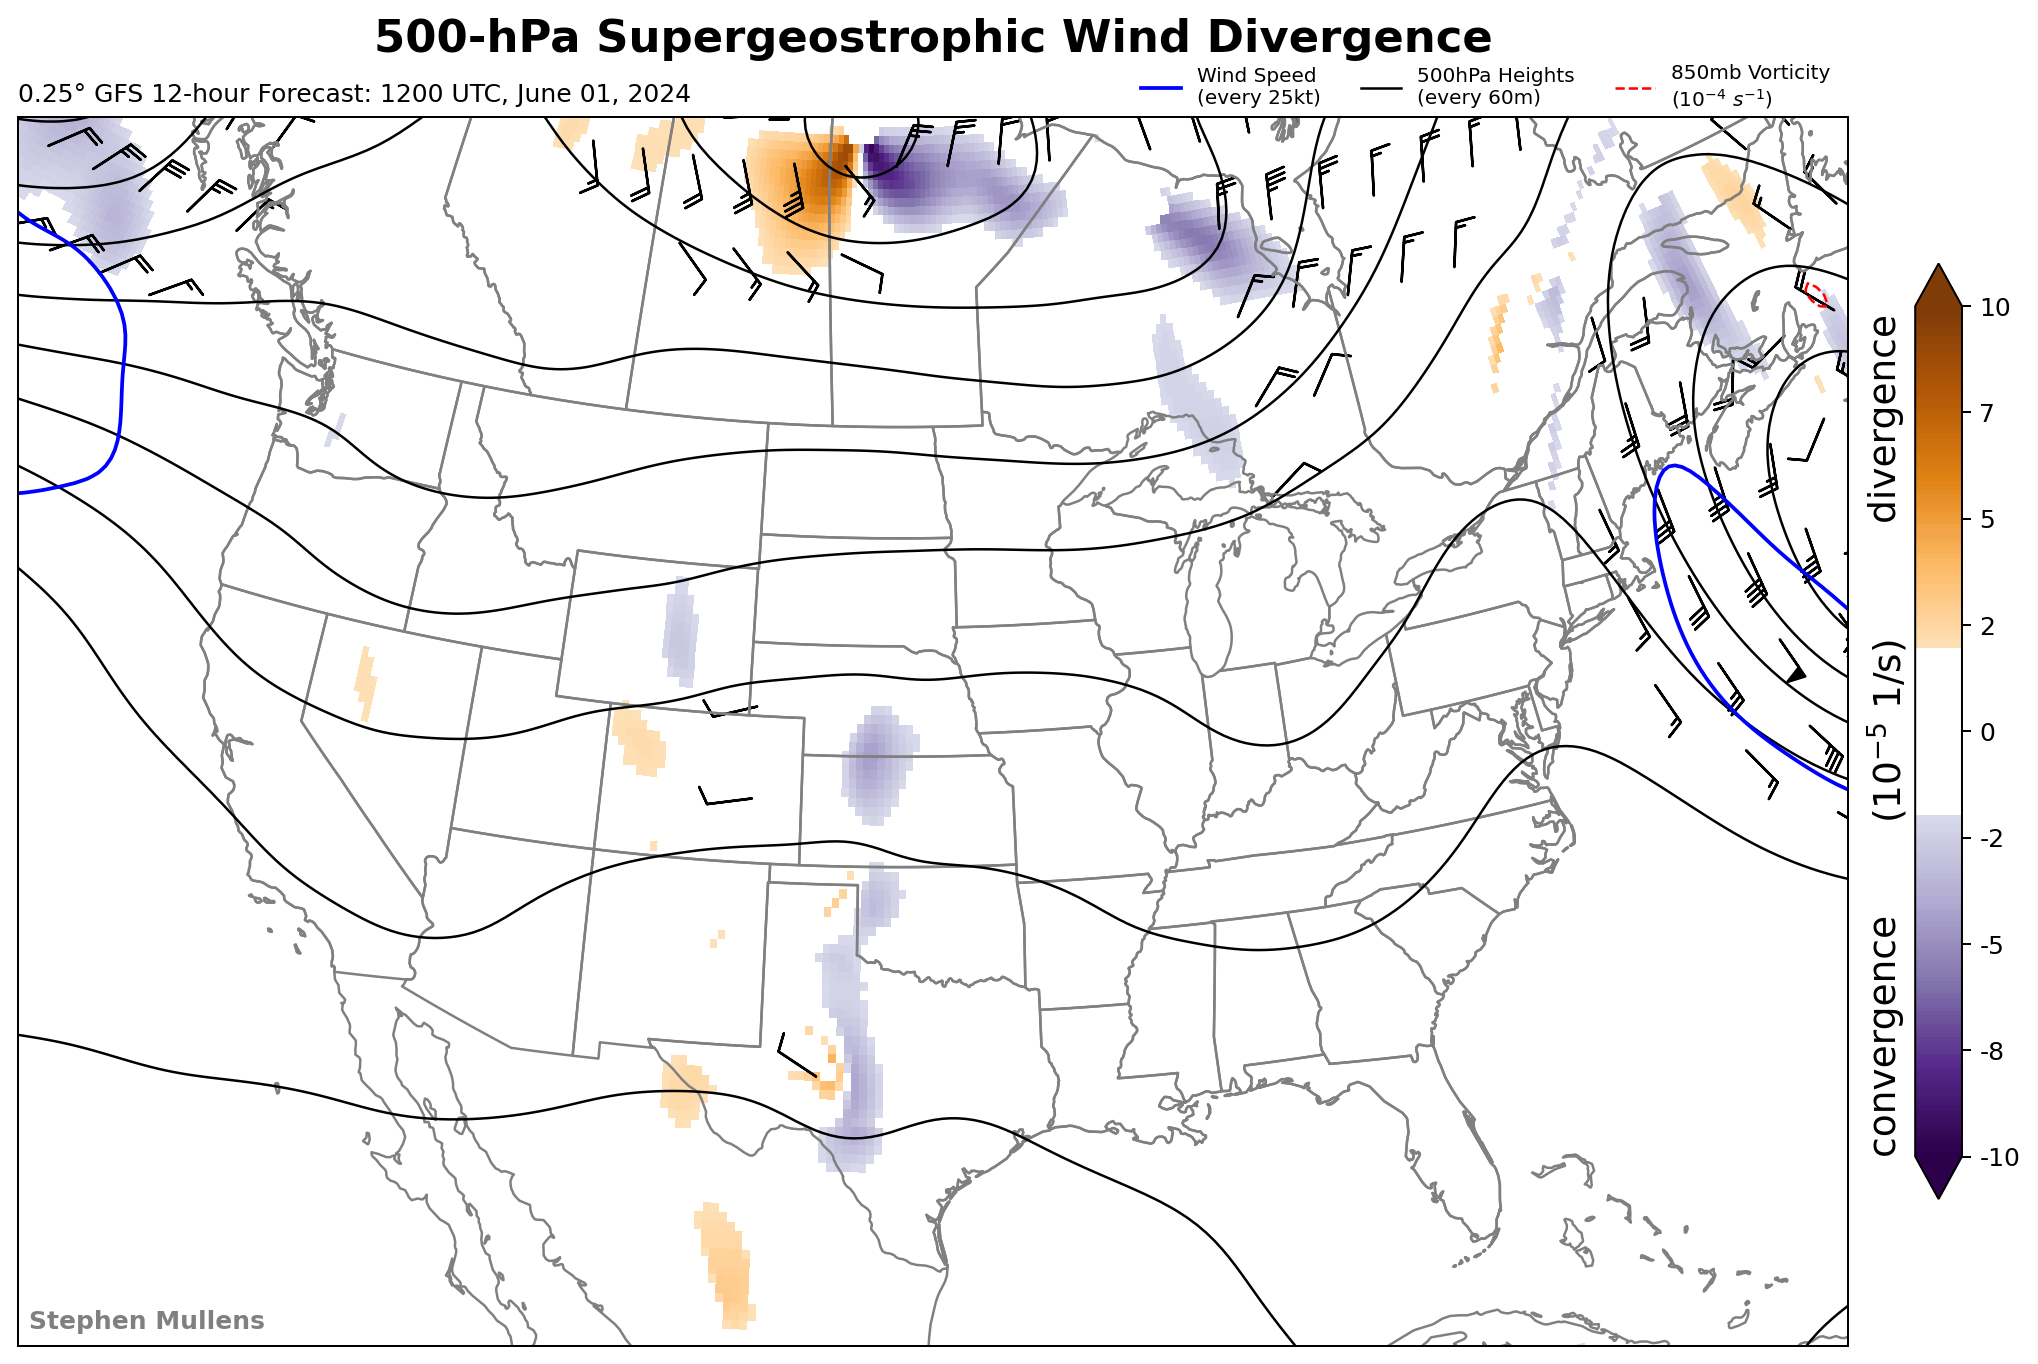 500-hPa Supergeostrophic Wind Divergence
0.25° GFS 12-hour Forecast: 1200 UTC, June 01, 2024
Wind Speed
(every 25kt)
500hPa Heights
(every 60m)
850mb Vorticity
(10⁻⁴ s⁻¹)
10
7
5
2
0
-2
-5
-8
-10
convergence (10⁻⁵ 1/s) divergence
Stephen Mullens